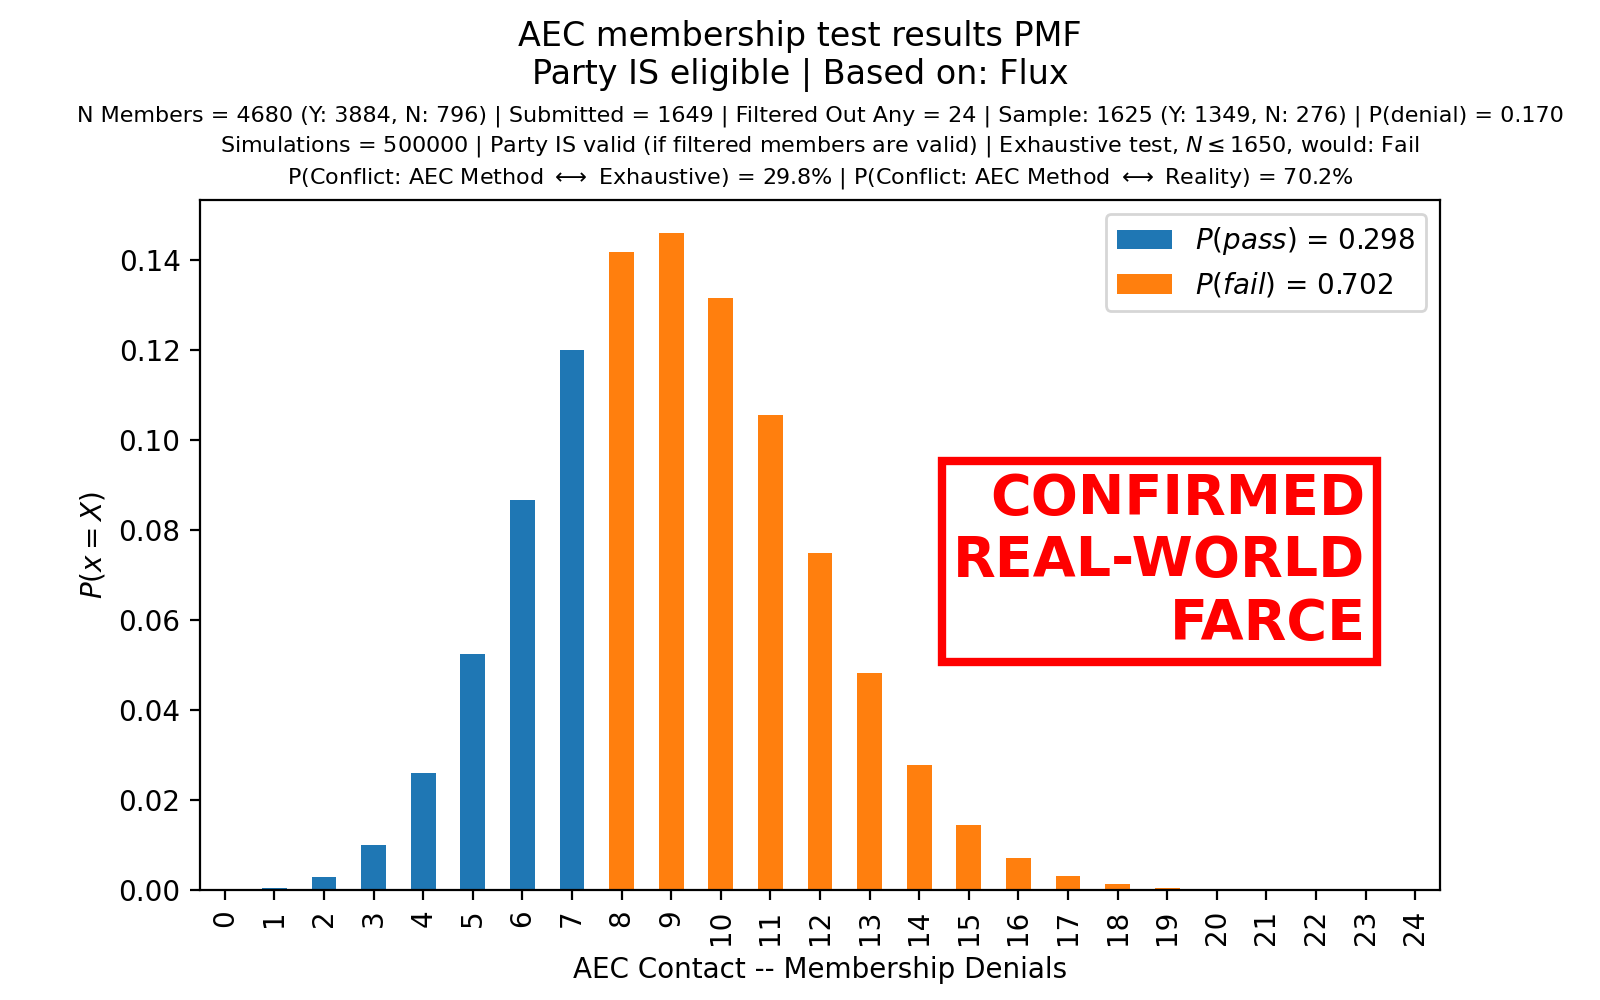 AEC membership test results PMF
Party IS eligible | Based on: Flux
N Members = 4680 (Y: 3884, N: 796) | Submitted = 1649 | Filtered Out Any = 24 | Sample: 1625 (Y: 1349, N: 276) | P(denial) = 0.170
Simulations = 500000 | Party IS valid (if filtered members are valid) | Exhaustive test, N ≤ 1650, would: Fail
P(Conflict: AEC Method ⟷ Exhaustive) = 29.8% | P(Conflict: AEC Method ⟷ Reality) = 70.2%
P(pass) = 0.298
P(fail) = 0.702
0.14
0.12
0.10
0.08
0.06
0.04
0.02
0.00
P(x = X)
CONFIRMED
REAL-WORLD
FARCE
0 1 2 3 4 5 6 7 8 9 10 11 12 13 14 15 16 17 18 19 20 21 22 23 24
AEC Contact -- Membership Denials